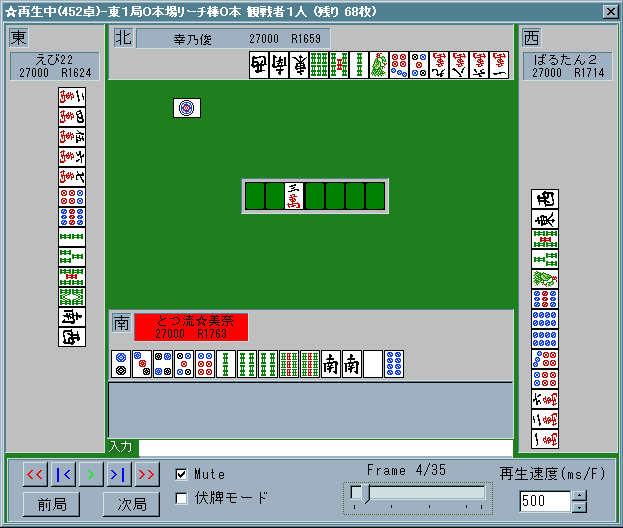 ☆再生中(452卓)-東1局0本場リーチ棒0本 観戦者1人 (残り 68枚)
東
えび22
27000 R1624
北
幸乃俊
27000 R1659
西
ぱるたん2
27000 R1714
南
とつ流☆美奈
27000 R1763
入力
<< |< > >| >>
前局 次局
Mute
伏牌モード
Frame 4/35
再生速度(ms/F)
500